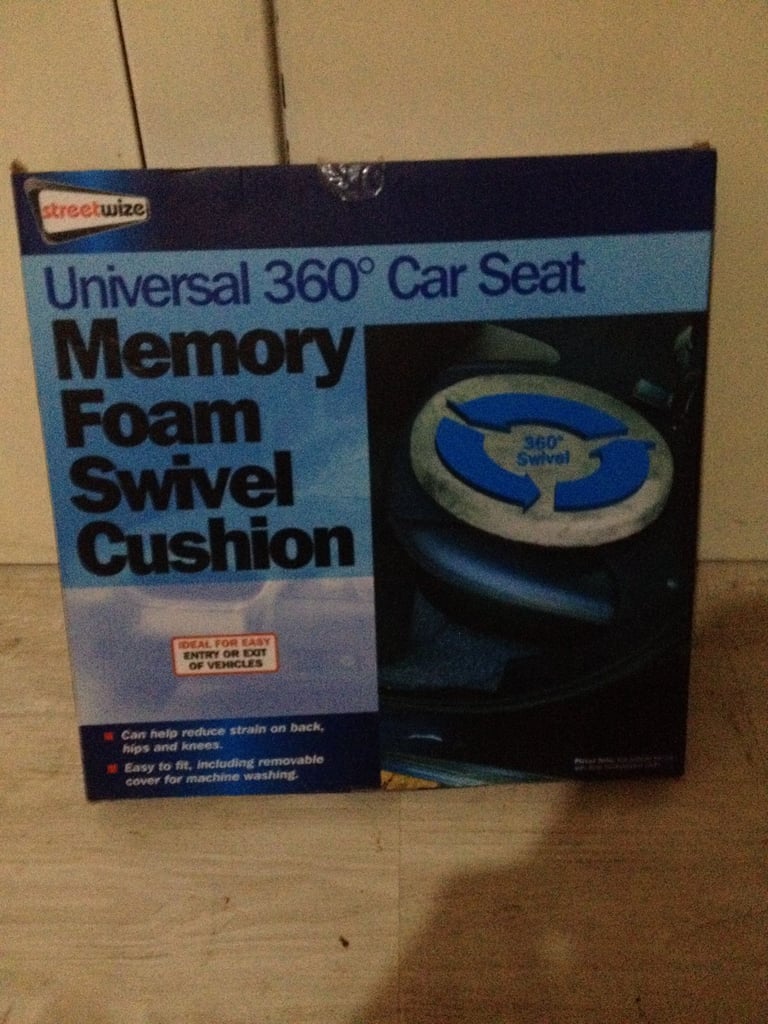 streetwize
Universal 360° Car Seat
Memory
Foam
Swivel
Cushion
360°
Swivel
IDEAL FOR EASY
ENTRY OR EXIT
OF VEHICLES
Can help reduce strain on back,
hips and knees.
Easy to fit, including removable
cover for machine washing.